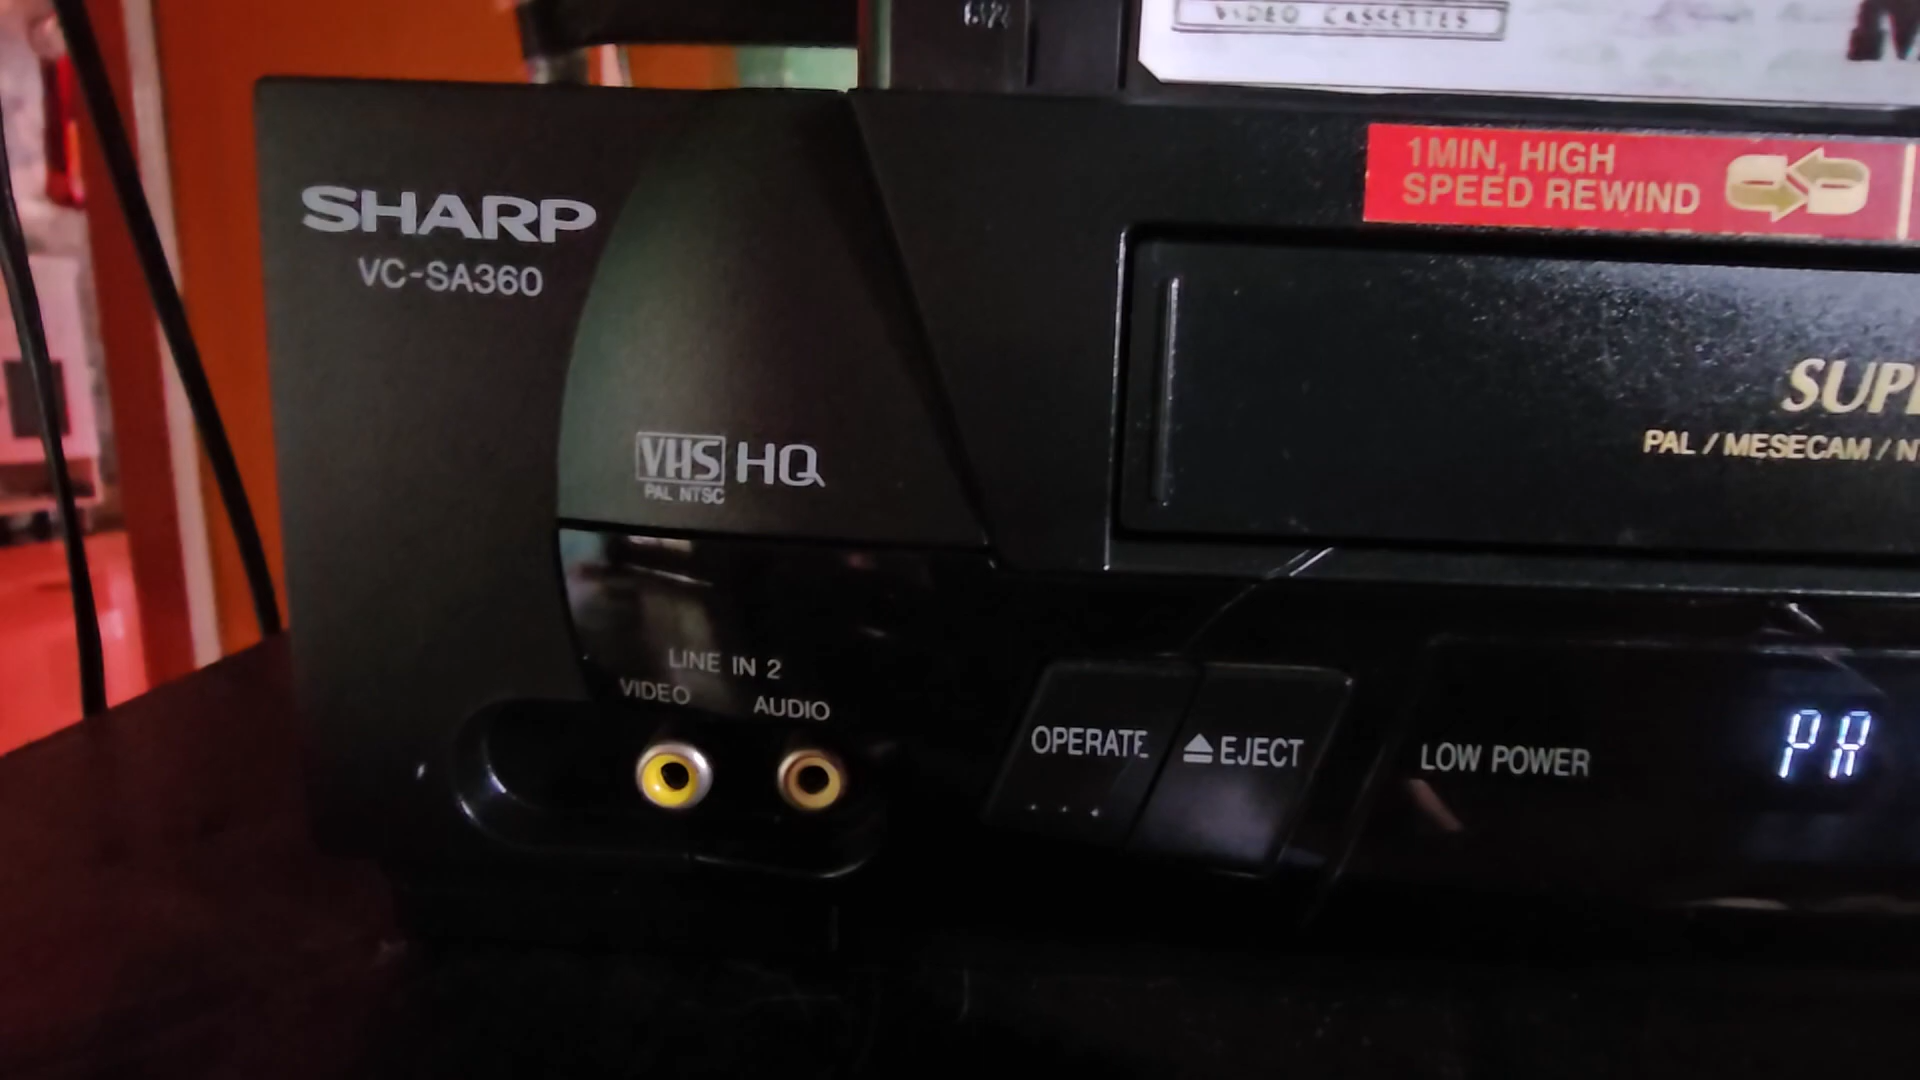 VIDEO CASSETTES
1MIN, HIGH
SPEED REWIND
SHARP
VC-SA360
SUP
PAL / MESECAM / N
VHS HQ
PAL NTSC
LINE IN 2
VIDEO AUDIO
OPERATE
EJECT
LOW POWER
PR